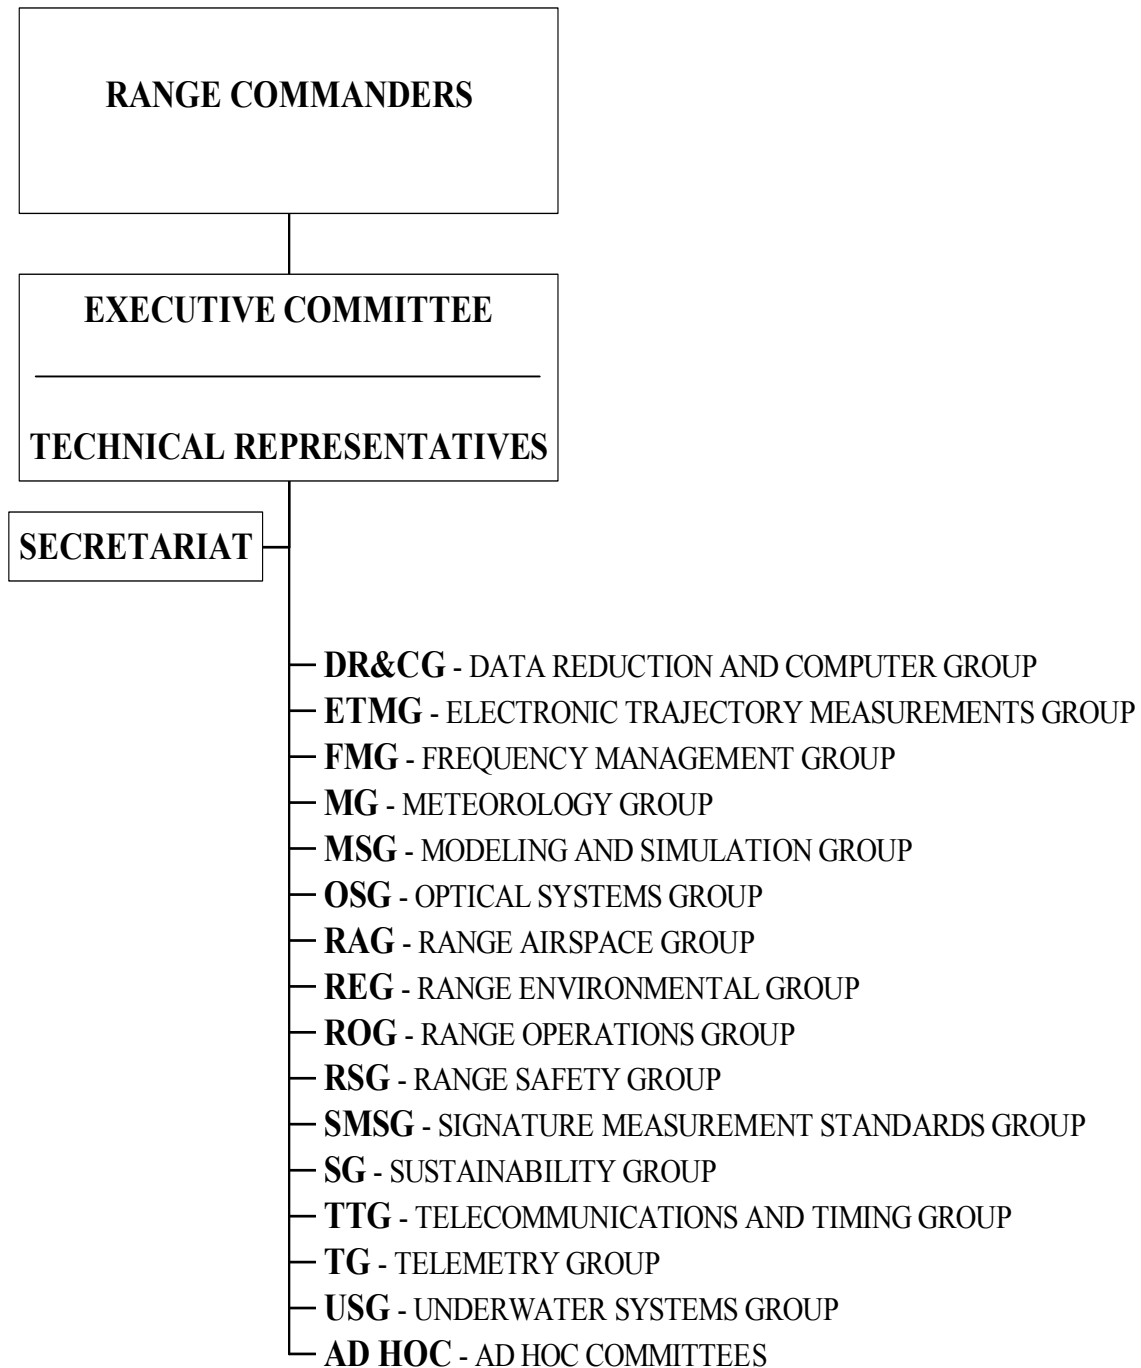 RANGE COMMANDERS
EXECUTIVE COMMITTEE
TECHNICAL REPRESENTATIVES
SECRETARIAT
DR&CG - DATA REDUCTION AND COMPUTER GROUP
ETMG - ELECTRONIC TRAJECTORY MEASUREMENTS GROUP
FMG - FREQUENCY MANAGEMENT GROUP
MG - METEOROLOGY GROUP
MSG - MODELING AND SIMULATION GROUP
OSG - OPTICAL SYSTEMS GROUP
RAG - RANGE AIRSPACE GROUP
REG - RANGE ENVIRONMENTAL GROUP
ROG - RANGE OPERATIONS GROUP
RSG - RANGE SAFETY GROUP
SMSG - SIGNATURE MEASUREMENT STANDARDS GROUP
SG - SUSTAINABILITY GROUP
TTG - TELECOMMUNICATIONS AND TIMING GROUP
TG - TELEMETRY GROUP
USG - UNDERWATER SYSTEMS GROUP
AD HOC - AD HOC COMMITTEES